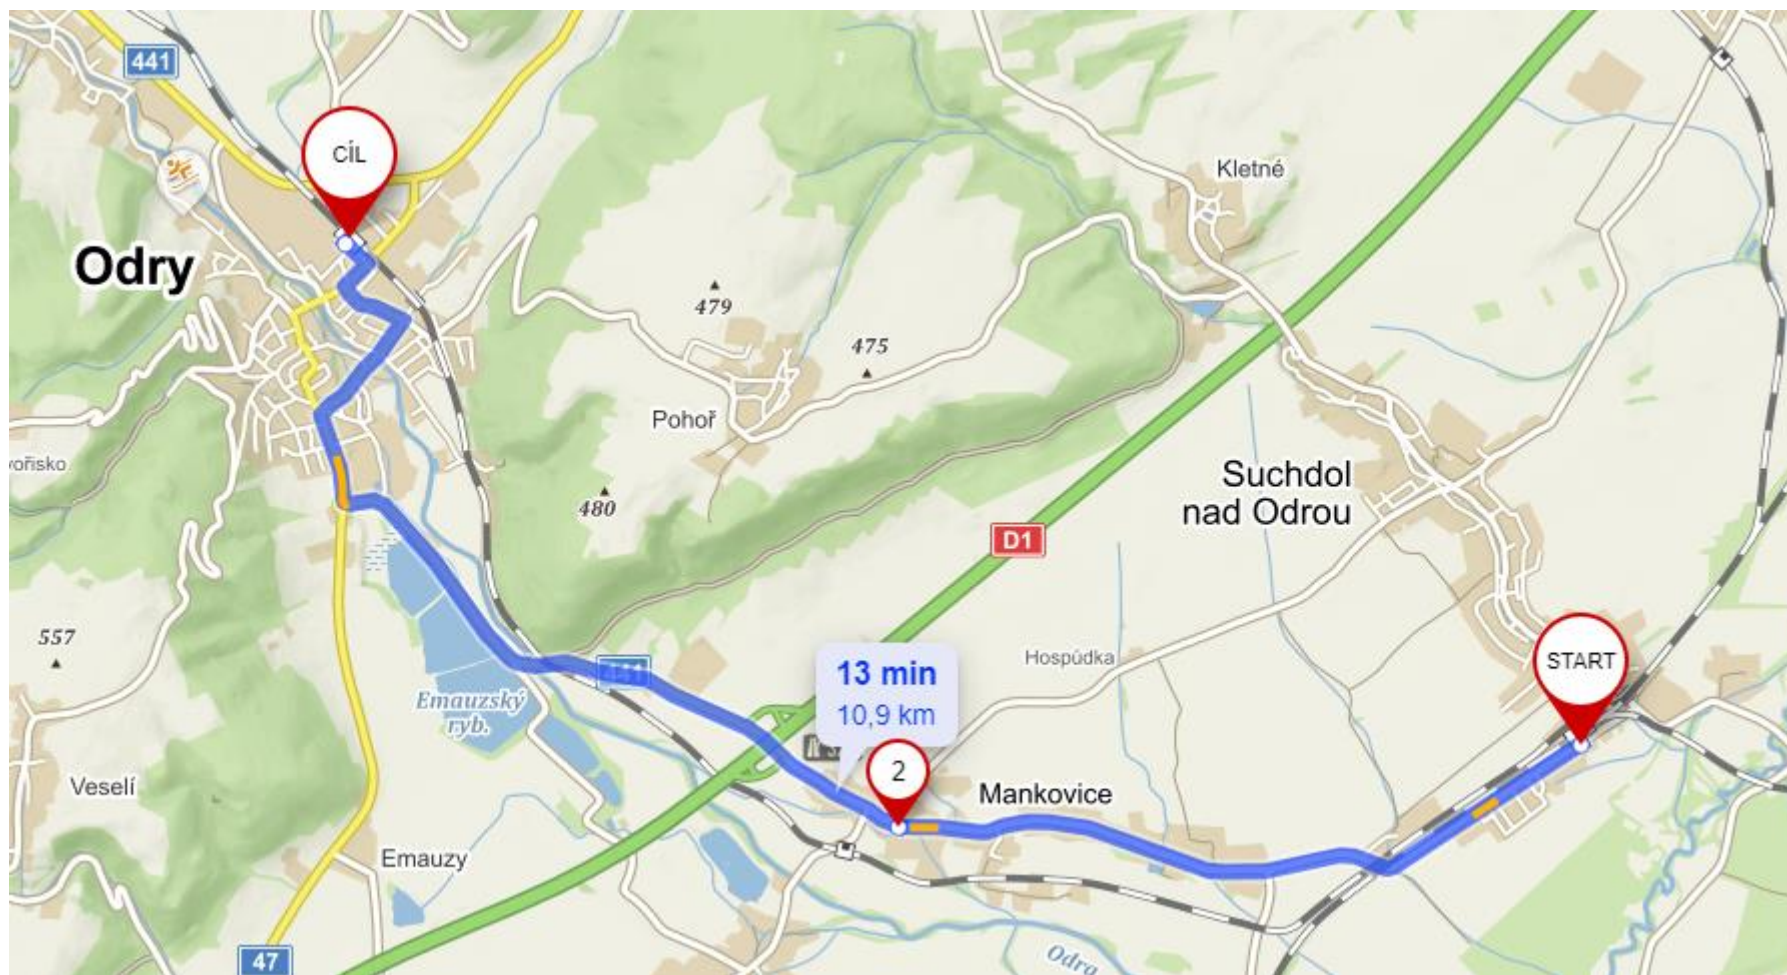 441
CÍL
Kletné
Odry
479
475
Pohoř
vořisko
Suchdol
nad Odrou
480
D1
557
Hospůdka
441
13 min
10,9 km
START
Emauzský
ryb.
2
Veselí
Mankovice
Emauzy
47
Odra